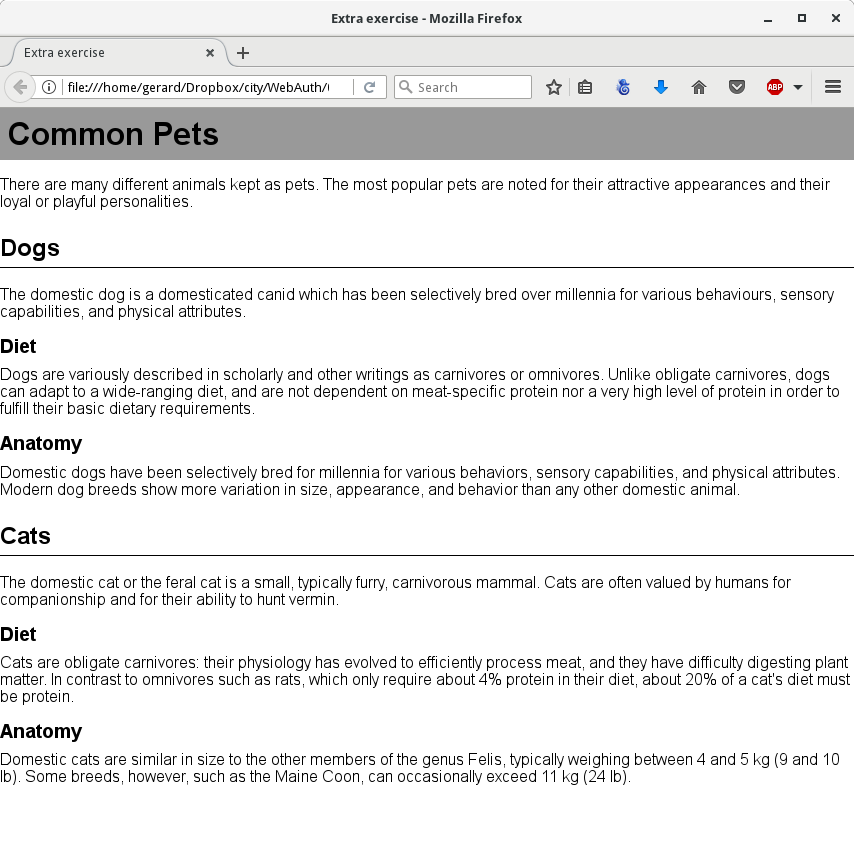 Extra exercise - Mozilla Firefox
Extra exercise
file:///home/gerard/Dropbox/city/WebAuth/
Search
ABP
Common Pets
There are many different animals kept as pets. The most popular pets are noted for their attractive appearances and their
loyal or playful personalities.
Dogs
The domestic dog is a domesticated canid which has been selectively bred over millennia for various behaviours, sensory
capabilities, and physical attributes.
Diet
Dogs are variously described in scholarly and other writings as carnivores or omnivores. Unlike obligate carnivores, dogs
can adapt to a wide-ranging diet, and are not dependent on meat-specific protein nor a very high level of protein in order to
fulfill their basic dietary requirements.
Anatomy
Domestic dogs have been selectively bred for millennia for various behaviors, sensory capabilities, and physical attributes.
Modern dog breeds show more variation in size, appearance, and behavior than any other domestic animal.
Cats
The domestic cat or the feral cat is a small, typically furry, carnivorous mammal. Cats are often valued by humans for
companionship and for their ability to hunt vermin.
Diet
Cats are obligate carnivores: their physiology has evolved to efficiently process meat, and they have difficulty digesting plant
matter. In contrast to omnivores such as rats, which only require about 4% protein in their diet, about 20% of a cat's diet must
be protein.
Anatomy
Domestic cats are similar in size to the other members of the genus Felis, typically weighing between 4 and 5 kg (9 and 10
lb). Some breeds, however, such as the Maine Coon, can occasionally exceed 11 kg (24 lb).